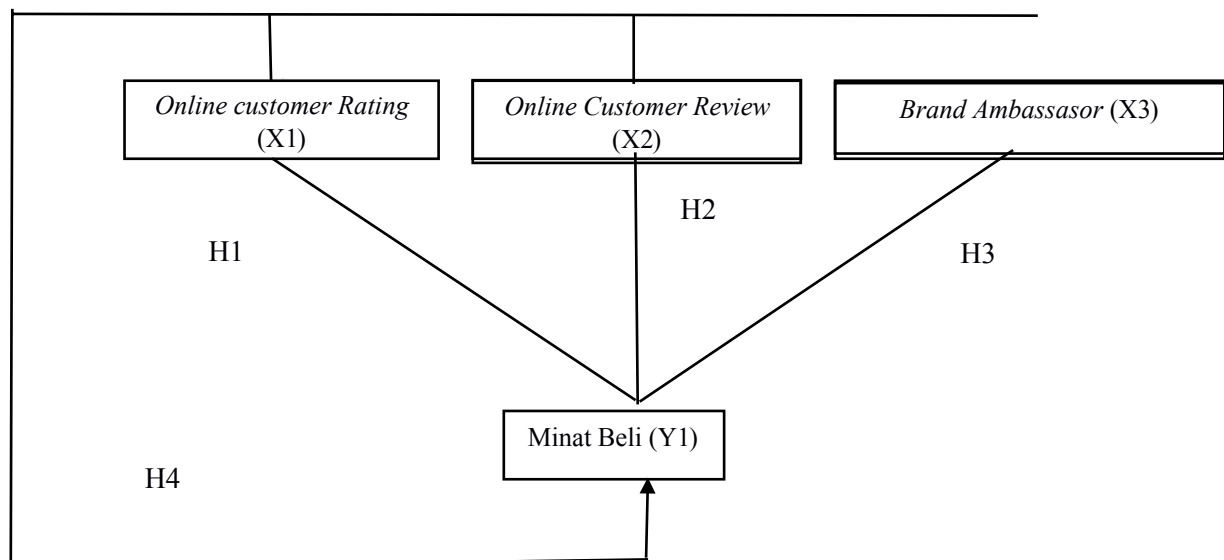 Online customer Rating
(X1)
Online Customer Review
(X2)
Brand Ambassasor (X3)
H2
H1
H3
Minat Beli (Y1)
H4